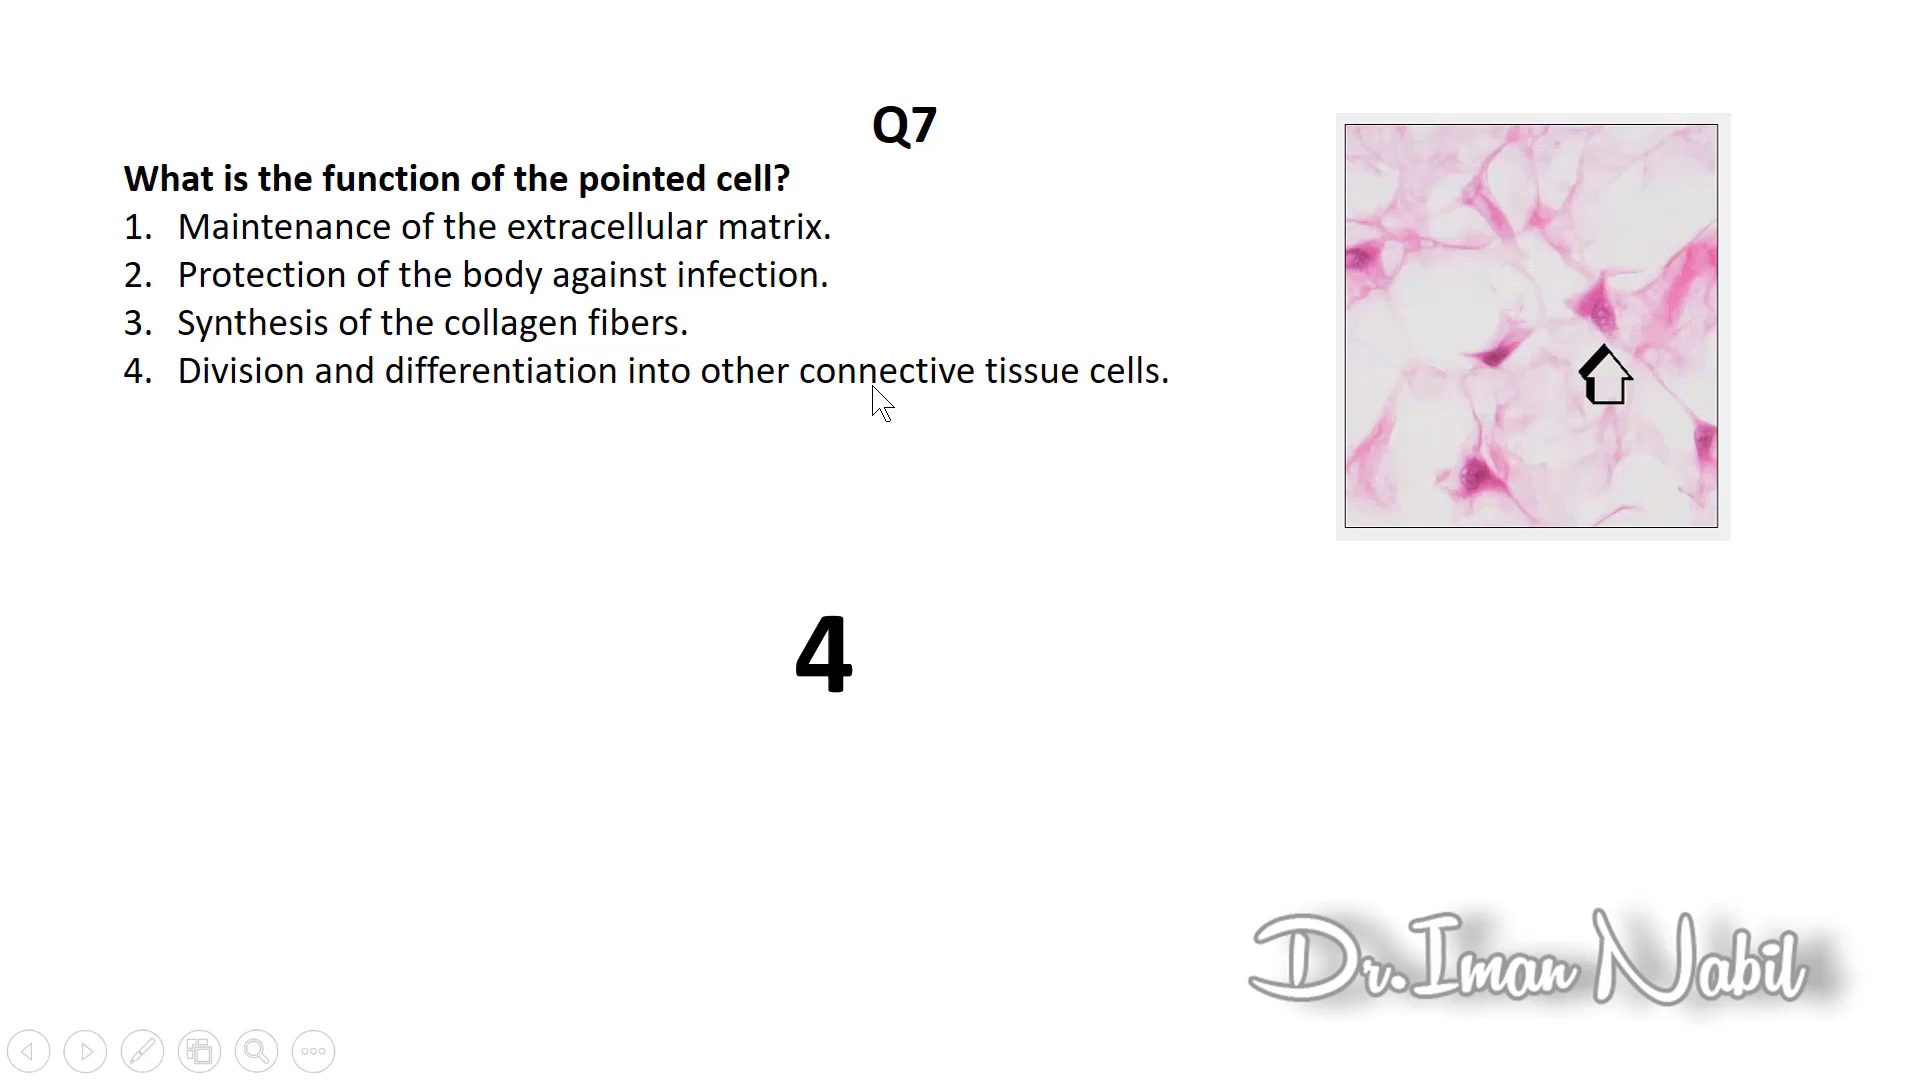 Q7
What is the function of the pointed cell?
1. Maintenance of the extracellular matrix.
2. Protection of the body against infection.
3. Synthesis of the collagen fibers.
4. Division and differentiation into other connective tissue cells.
4
Dr.Iman Nabil